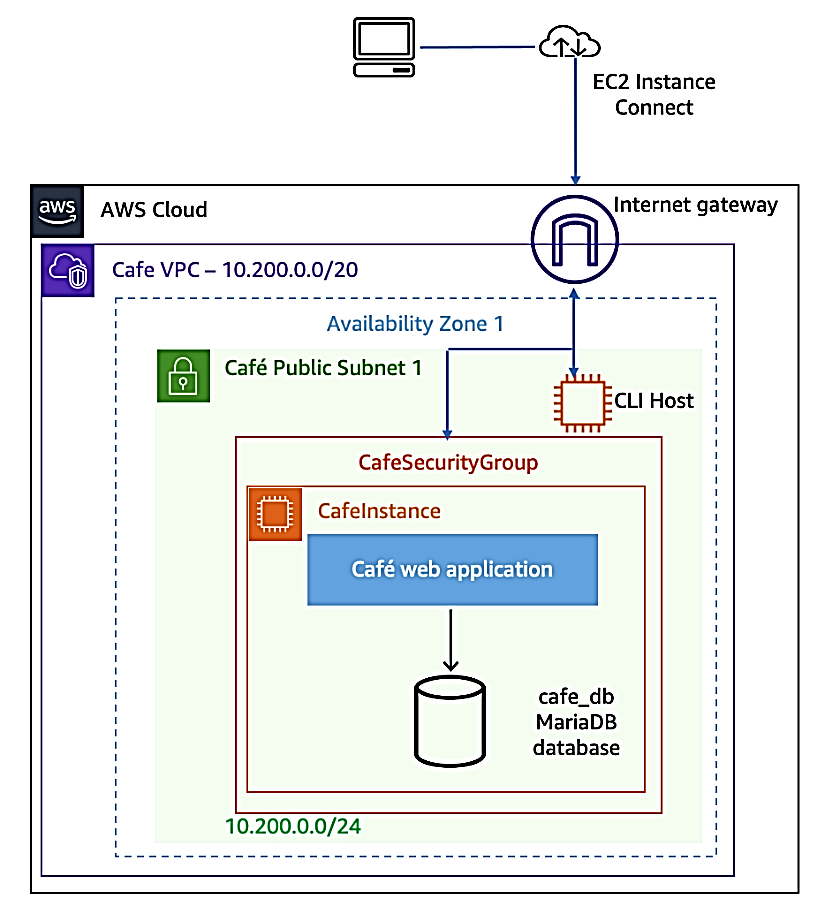 EC2 Instance
Connect
aws
AWS Cloud
Internet gateway
Cafe VPC – 10.200.0.0/20
Availability Zone 1
Café Public Subnet 1
CLI Host
CafeSecurityGroup
CafeInstance
Café web application
cafe_db
MariaDB
database
10.200.0.0/24